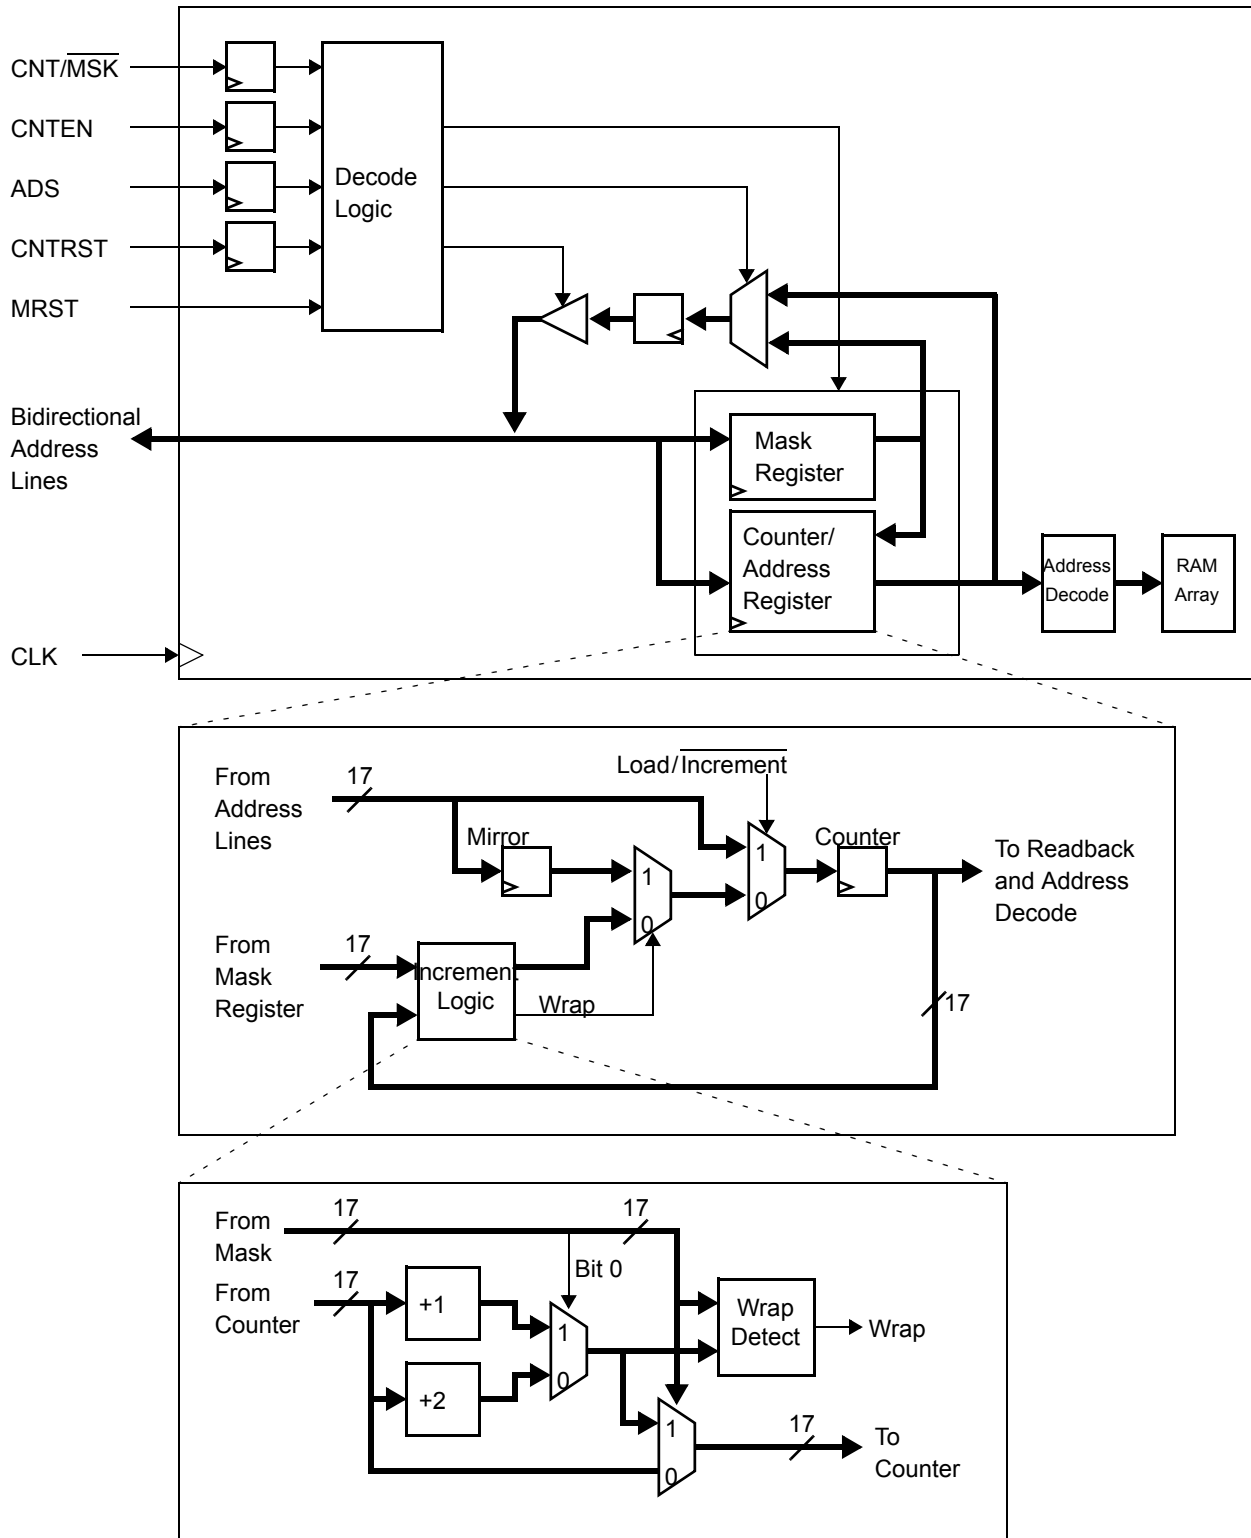 CNT/MSK
CNTEN
ADS
CNTRST
MRST
Decode
Logic
Bidirectional
Address
Lines
Mask
Register
Counter/
Address
Register
Address
Decode
RAM
Array
CLK
From
Address
Lines
17
Load/Increment
Mirror
Counter
1
0
1
0
To Readback
and Address
Decode
From
Mask
Register
17
Increment
Logic
Wrap
17
From
Mask
17
17
Bit 0
From
Counter
17
+1
+2
1
0
Wrap
Detect
Wrap
1
0
17
To
Counter